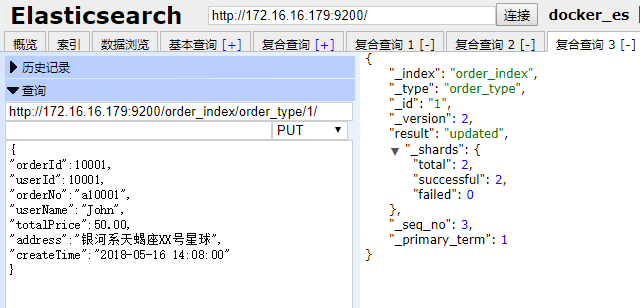 Elasticsearch http://172.16.16.179:9200/ 连接 docker_es
概览 索引 数据浏览 基本查询 [+] 复合查询 [+] 复合查询 1 [-] 复合查询 2 [-] 复合查询 3 [-]
历史记录
查询
http://172.16.16.179:9200/order_index/order_type/1/
PUT
{
"orderId":10001,
"userId":10001,
"orderNo":"a10001",
"userName":"John",
"totalPrice":50.00,
"address":"银河系天蝎座XX号星球",
"createTime":"2018-05-16 14:08:00"
}
{
"_index": "order_index",
"_type": "order_type",
"_id": "1",
"_version": 2,
"result": "updated",
"_shards": {
"total": 2,
"successful": 2,
"failed": 0
},
"_seq_no": 3,
"_primary_term": 1
}